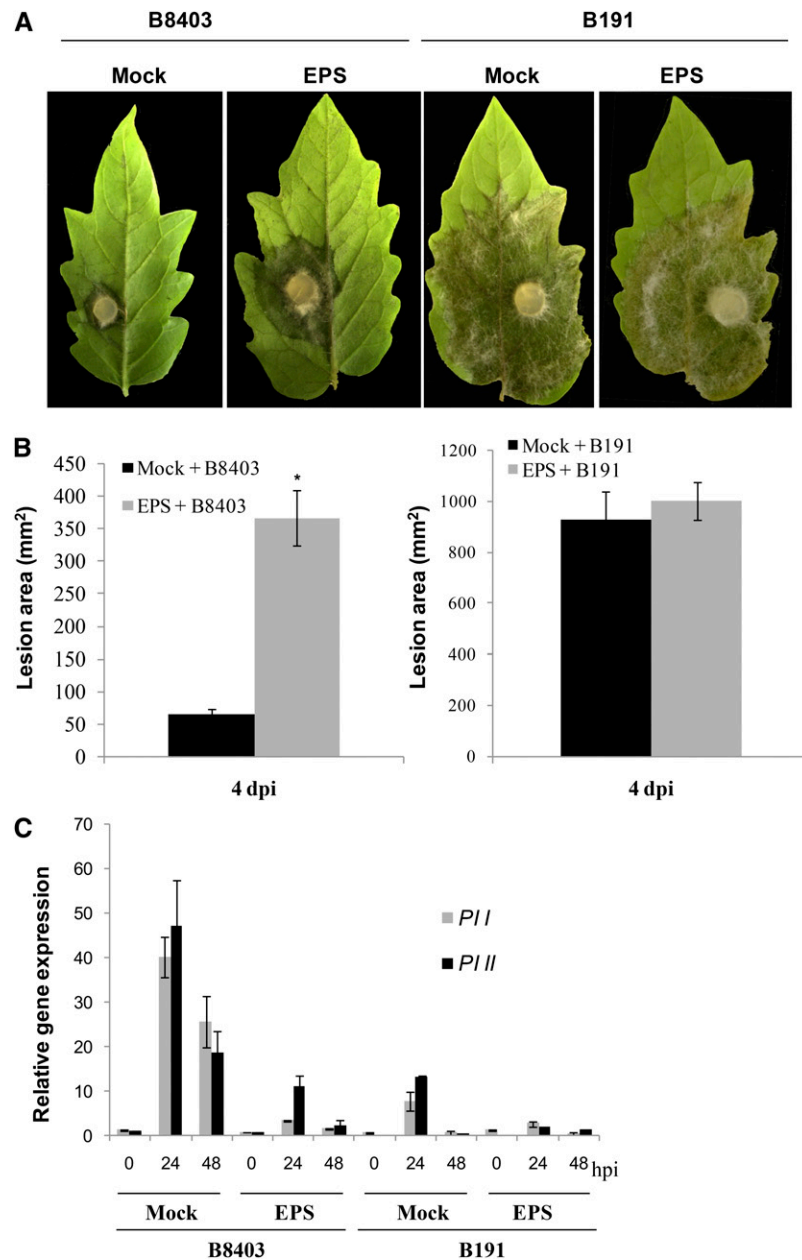 A
B8403 B191
Mock EPS Mock EPS
B
Mock + B8403
EPS + B8403
*
Lesion area (mm²)
450
400
350
300
250
200
150
100
50
0
4 dpi
Mock + B191
EPS + B191
Lesion area (mm²)
1200
1000
800
600
400
200
0
4 dpi
C
Relative gene expression
70
60
50
40
30
20
10
0
PI I
PI II
0 24 48 0 24 48 0 24 48 0 24 48 hpi
Mock EPS Mock EPS
B8403 B191